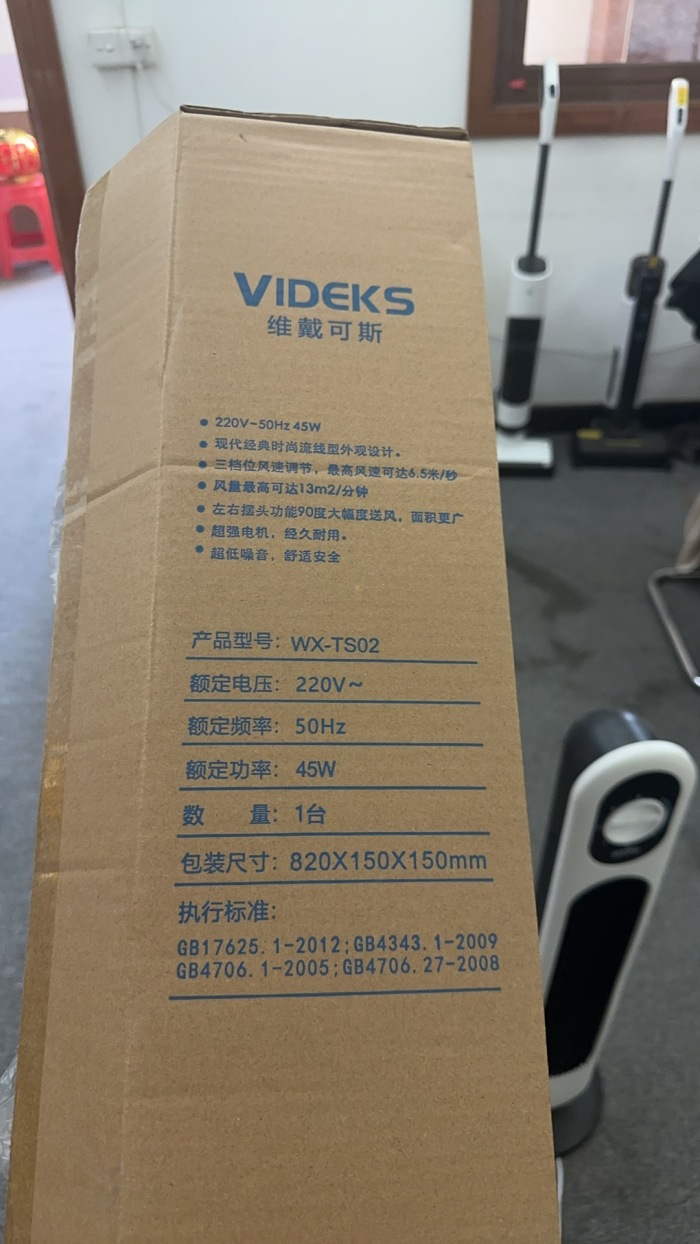 VIDEKS
维戴可斯
220V~50Hz 45W
现代经典时尚流线型外观设计。
三档位风速调节，最高风速可达6.5米/秒
风量最高可达13m2/分钟
左右摆头功能90度大幅度送风，面积更广
超强电机，经久耐用。
超低噪音，舒适安全
产品型号：WX-TS02
额定电压：220V~
额定频率：50Hz
额定功率：45W
数 量：1台
包装尺寸：820X150X150mm
执行标准：
GB17625.1-2012;GB4343.1-2009
GB4706.1-2005;GB4706.27-2008